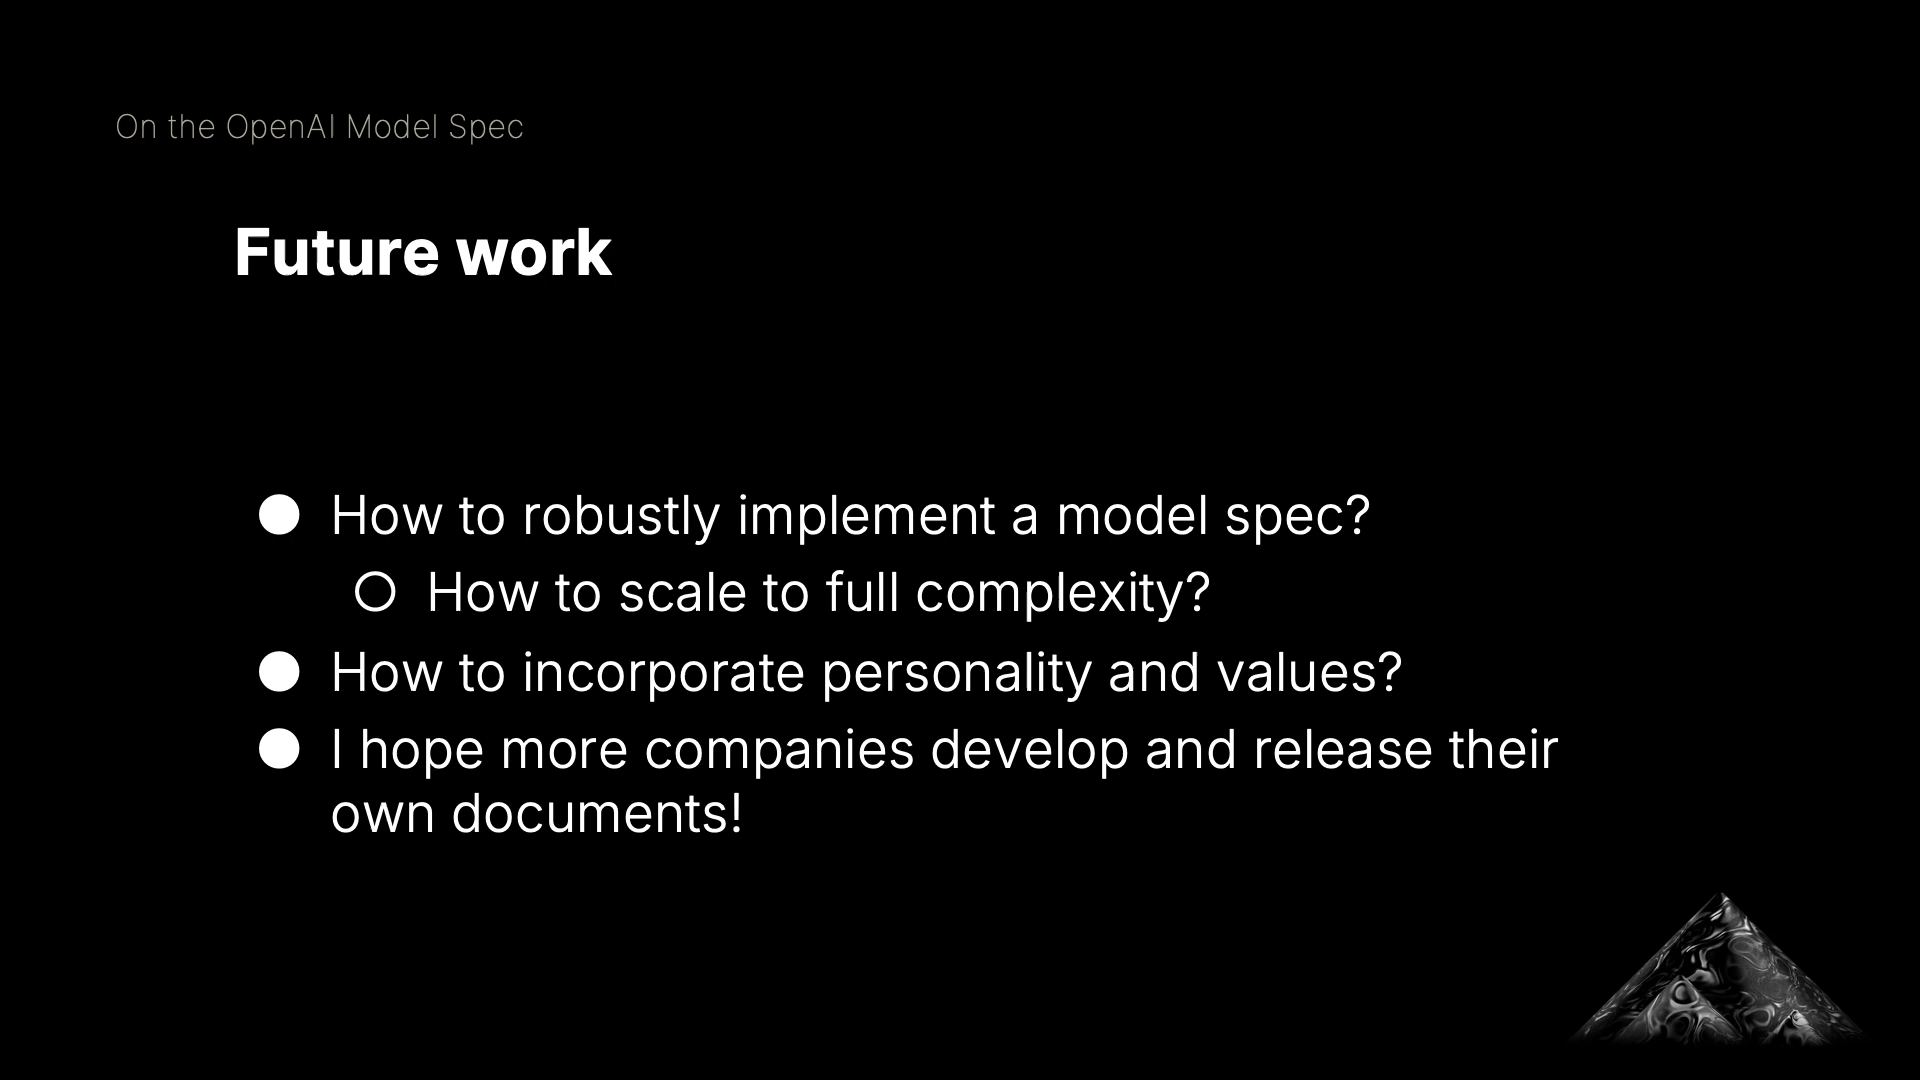 On the OpenAI Model Spec
Future work
● How to robustly implement a model spec?
○ How to scale to full complexity?
● How to incorporate personality and values?
● I hope more companies develop and release their
own documents!